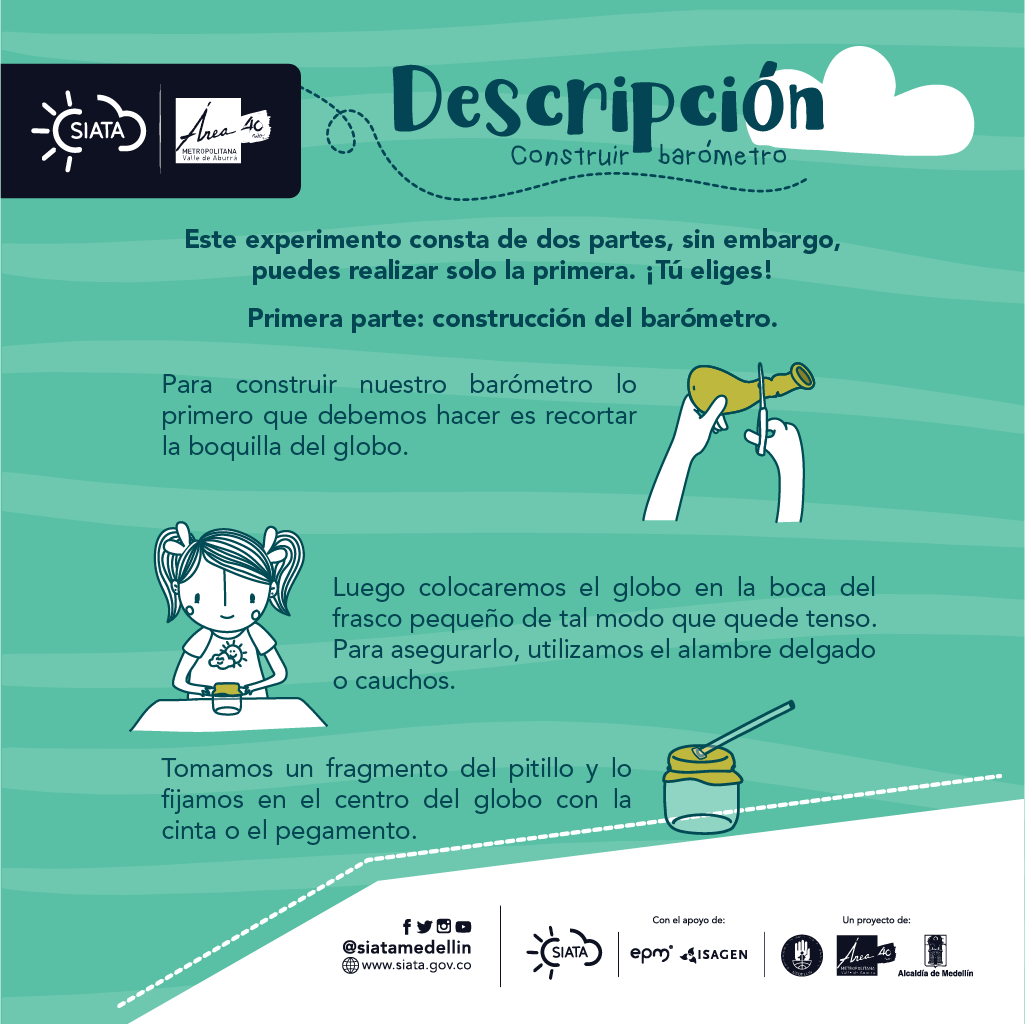 SIATA
Área 40
METROPOLITANA
Valle de Aburrá
Descripción
Construir barómetro
Este experimento consta de dos partes, sin embargo,
puedes realizar solo la primera. ¡Tú eliges!
Primera parte: construcción del barómetro.
Para construir nuestro barómetro lo
primero que debemos hacer es recortar
la boquilla del globo.
Luego colocaremos el globo en la boca del
frasco pequeño de tal modo que quede tenso.
Para asegurarlo, utilizamos el alambre delgado
o cauchos.
Tomamos un fragmento del pitillo y lo
fijamos en el centro del globo con la
cinta o el pegamento.
@siatamedellin
www.siata.gov.co
SIATA
Con el apoyo de:
epm
ISAGEN
Un proyecto de:
Área 40
METROPOLITANA
Alcaldía de Medellín